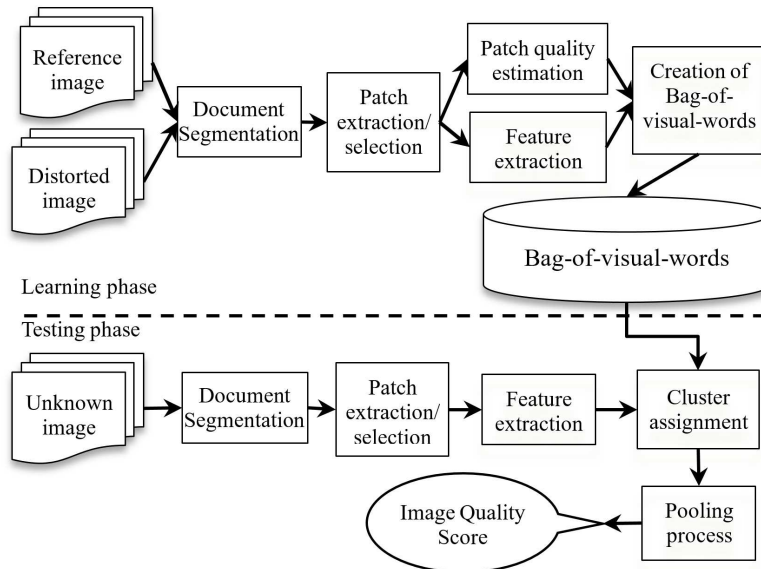 Reference
image
Distorted
image
Document
Segmentation
Patch
extraction/
selection
Patch quality
estimation
Feature
extraction
Creation of
Bag-of-
visual-words
Bag-of-visual-words
Learning phase
Testing phase
Unknown
image
Document
Segmentation
Patch
extraction/
selection
Feature
extraction
Cluster
assignment
Pooling
process
Image Quality
Score